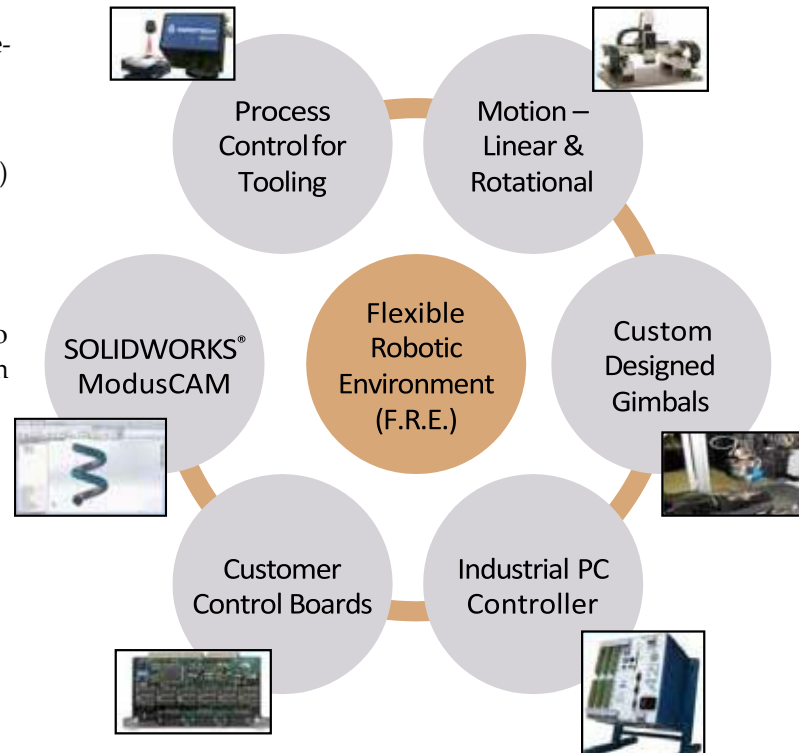 e-
)
o
n
Process
Control for
Tooling
Motion –
Linear &
Rotational
SOLIDWORKS®
ModusCAM
Flexible
Robotic
Environment
(F.R.E.)
Custom
Designed
Gimbals
Customer
Control Boards
Industrial PC
Controller